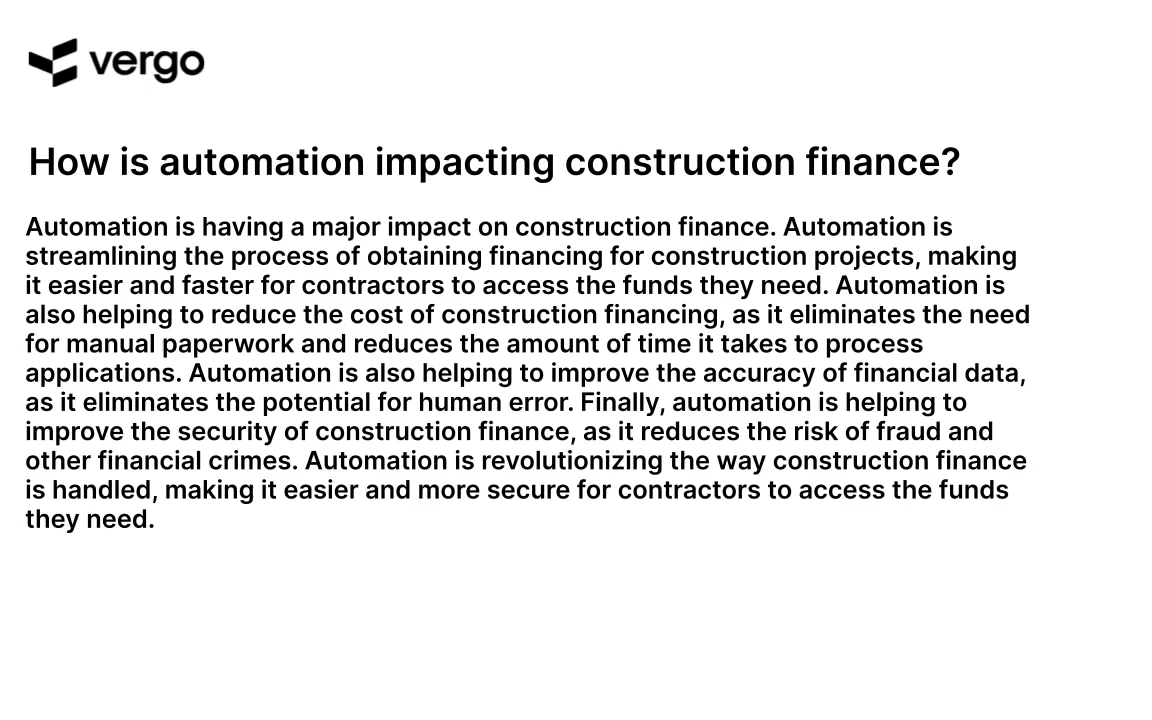 vergo
How is automation impacting construction finance?
Automation is having a major impact on construction finance. Automation is
streamlining the process of obtaining financing for construction projects, making
it easier and faster for contractors to access the funds they need. Automation is
also helping to reduce the cost of construction financing, as it eliminates the need
for manual paperwork and reduces the amount of time it takes to process
applications. Automation is also helping to improve the accuracy of financial data,
as it eliminates the potential for human error. Finally, automation is helping to
improve the security of construction finance, as it reduces the risk of fraud and
other financial crimes. Automation is revolutionizing the way construction finance
is handled, making it easier and more secure for contractors to access the funds
they need.